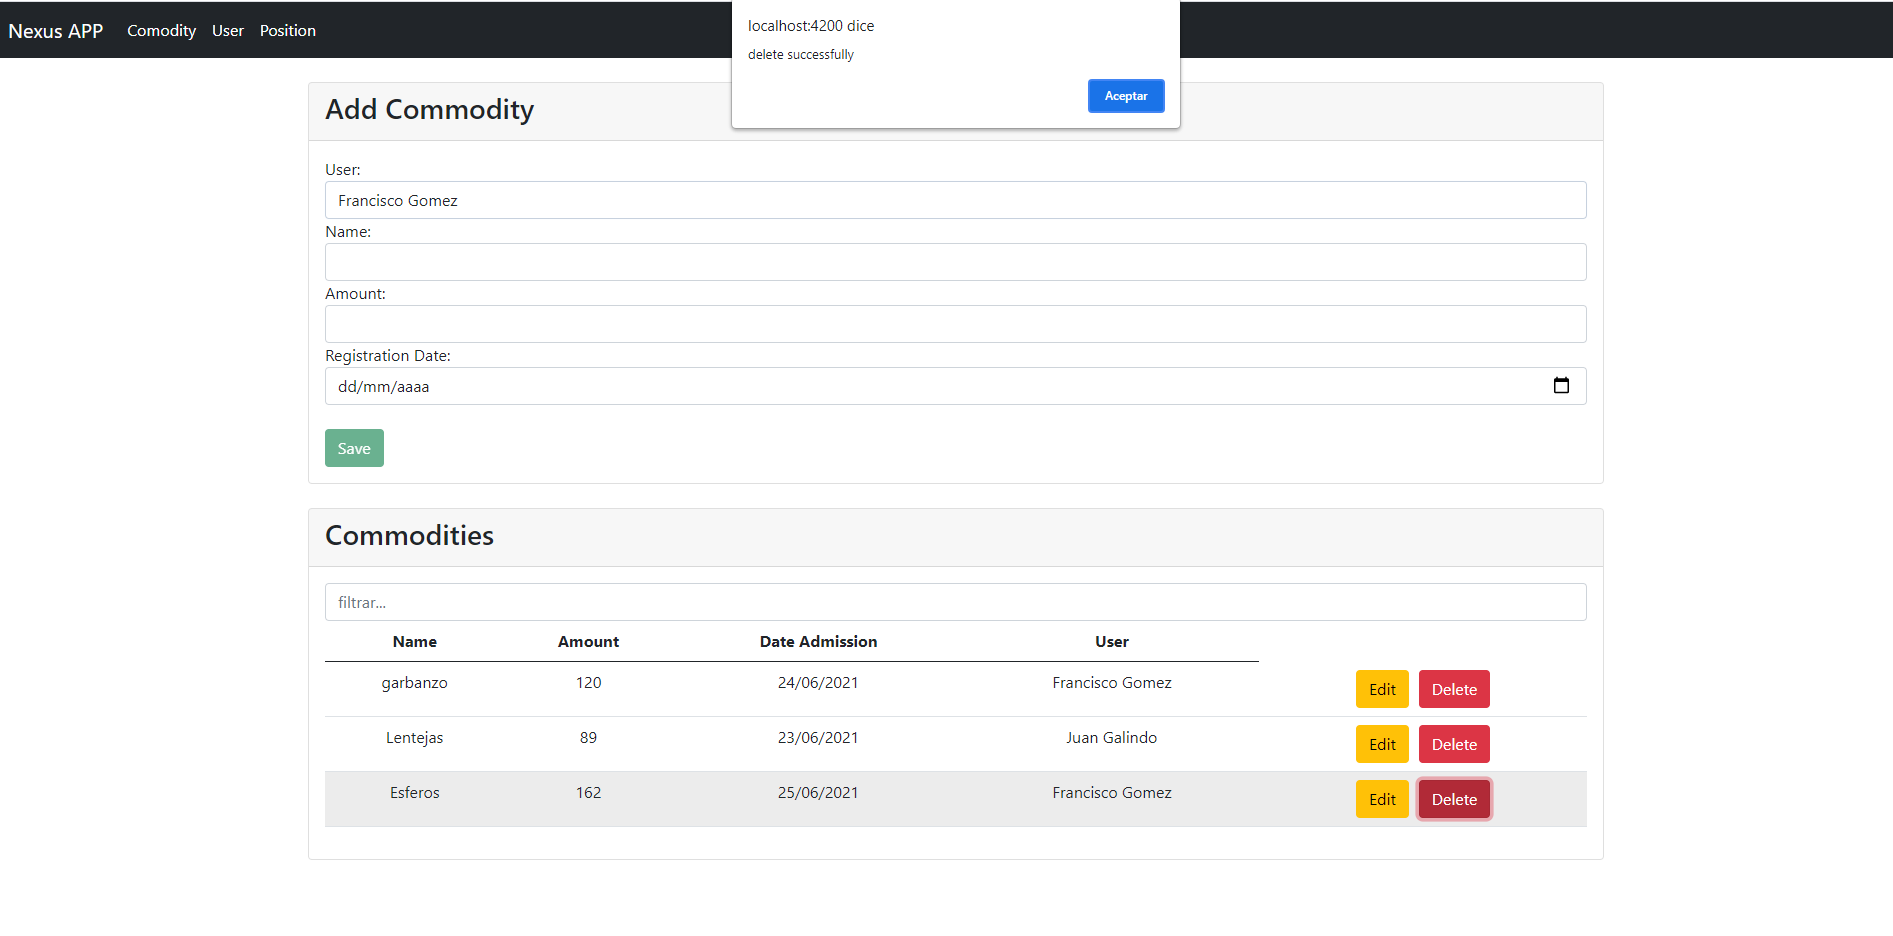 Nexus APP Comodity User Position
localhost:4200 dice
delete successfully
Aceptar
Add Commodity
User:
Francisco Gomez
Name:
Amount:
Registration Date:
dd/mm/aaaa
Save
Commodities
filtrar...
Name Amount Date Admission User
garbanzo 120 24/06/2021 Francisco Gomez Edit Delete
Lentejas 89 23/06/2021 Juan Galindo Edit Delete
Esferos 162 25/06/2021 Francisco Gomez Edit Delete